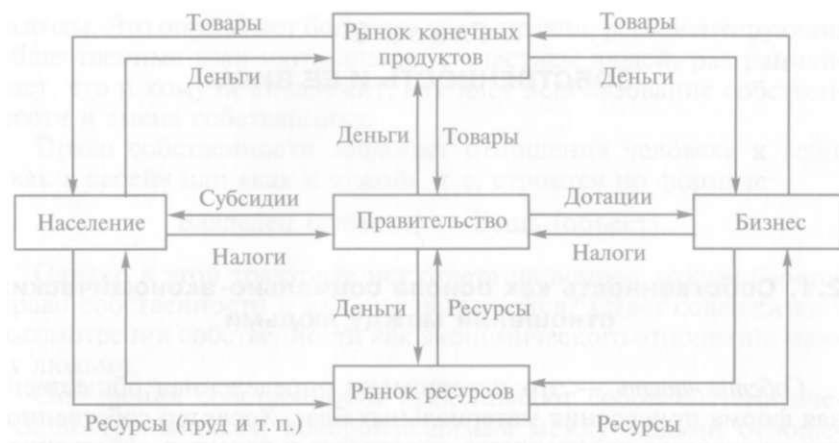 Товары
Рынок конечных
продуктов
Товары
Деньги
Деньги
Деньги
Товары
Население
Субсидии
Правительство
Дотации
Бизнес
Налоги
Налоги
Деньги
Ресурсы
Рынок ресурсов
Ресурсы (труд и т. п.)
Ресурсы